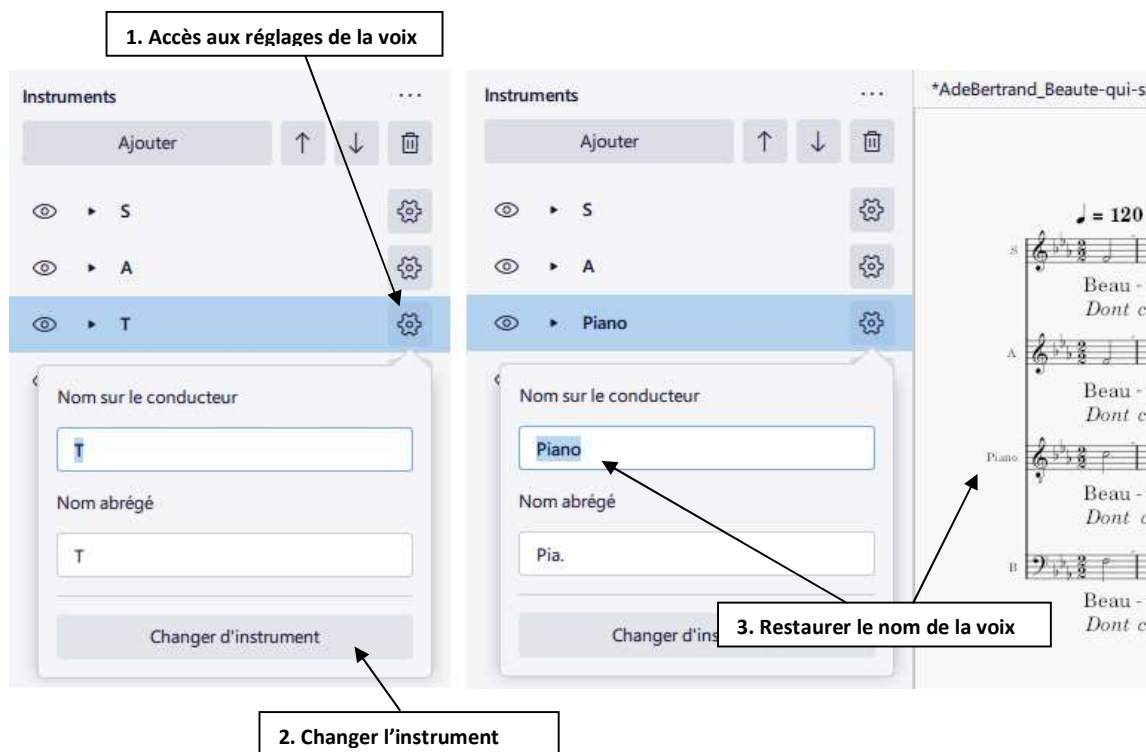 1. Accès aux réglages de la voix
Instruments ...
Ajouter
S
A
T
Nom sur le conducteur
T
Nom abrégé
T
Changer d'instrument
2. Changer l'instrument
Instruments ...
Ajouter
S
A
Piano
Nom sur le conducteur
Piano
Nom abrégé
Pia.
Changer d'ins
3. Restaurer le nom de la voix
*AdeBertrand_Beaute-qui-s
♩ = 120
S
Beau -
Dont c
A
Beau -
Dont c
Piano
Beau -
Dont c
B
Beau -
Dont c